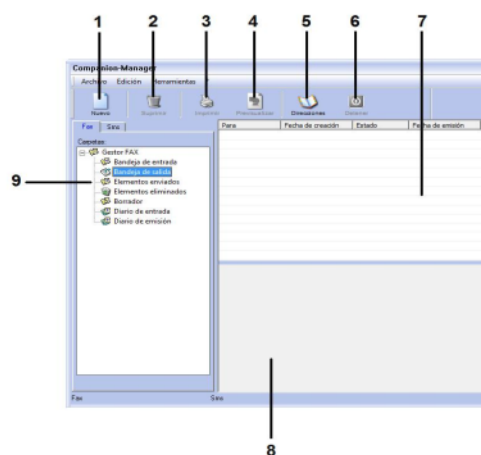 1 2 3 4 5 6 7
Companion-Manager
Archivo Edición Herramientas ?
Nuevo Suprimir Imprimir Previsualizar Direcciones Detener
Fax Sms
Para Fecha de creación Estado Fecha de emisión
Carpetas:
Gestor FAX
Bandeja de entrada
Bandeja de salida
9 Elementos enviados
Elementos eliminados
Borrador
Diario de entrada
Diario de emisión
Fax Sms
8